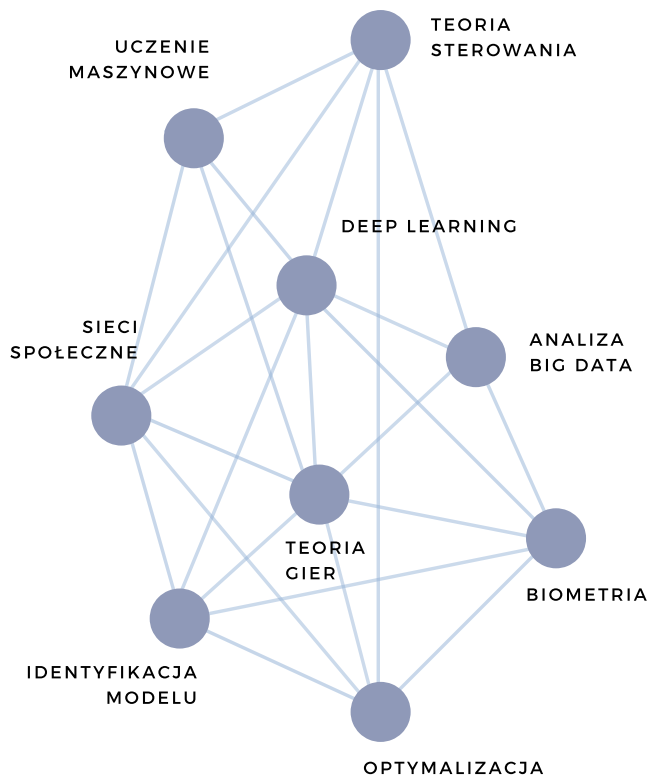 UCZENIE
MASZYNOWE
TEORIA
STEROWANIA
DEEP LEARNING
SIECI
SPOŁECZNE
ANALIZA
BIG DATA
TEORIA
GIER
BIOMETRIA
IDENTYFIKACJA
MODELU
OPTYMALIZACJA